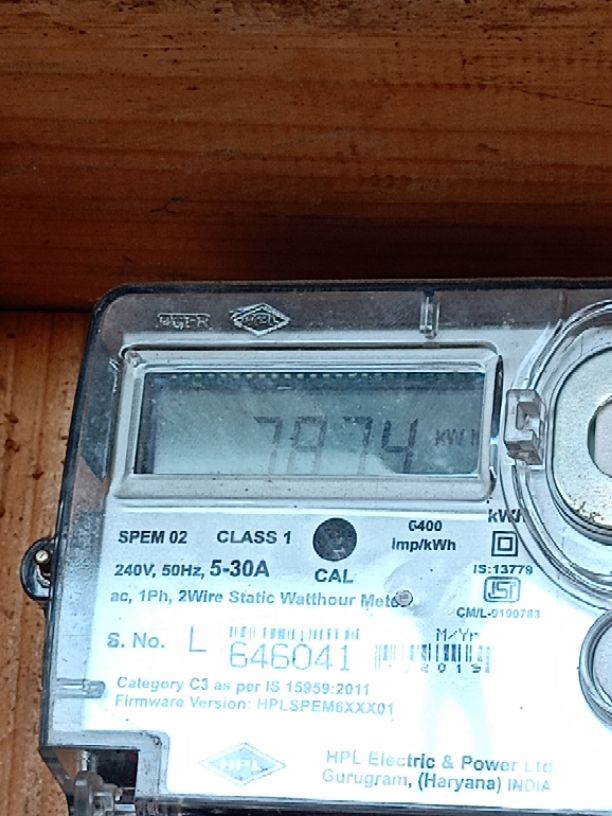 HPL
7874 kWh
SPEM 02 CLASS 1 6400 Imp/kWh kWh
240V, 50Hz, 5-30A CAL IS:13779
ac, 1Ph, 2Wire Static Watthour Meter
CM/L-9190783
S. No. L 646041 M/Yr
Category C3 as per IS 15959:2011
Firmware Version: HPLSPEM6XXX01
HPL HPL Electric & Power Ltd.
Gurugram, (Haryana) INDIA